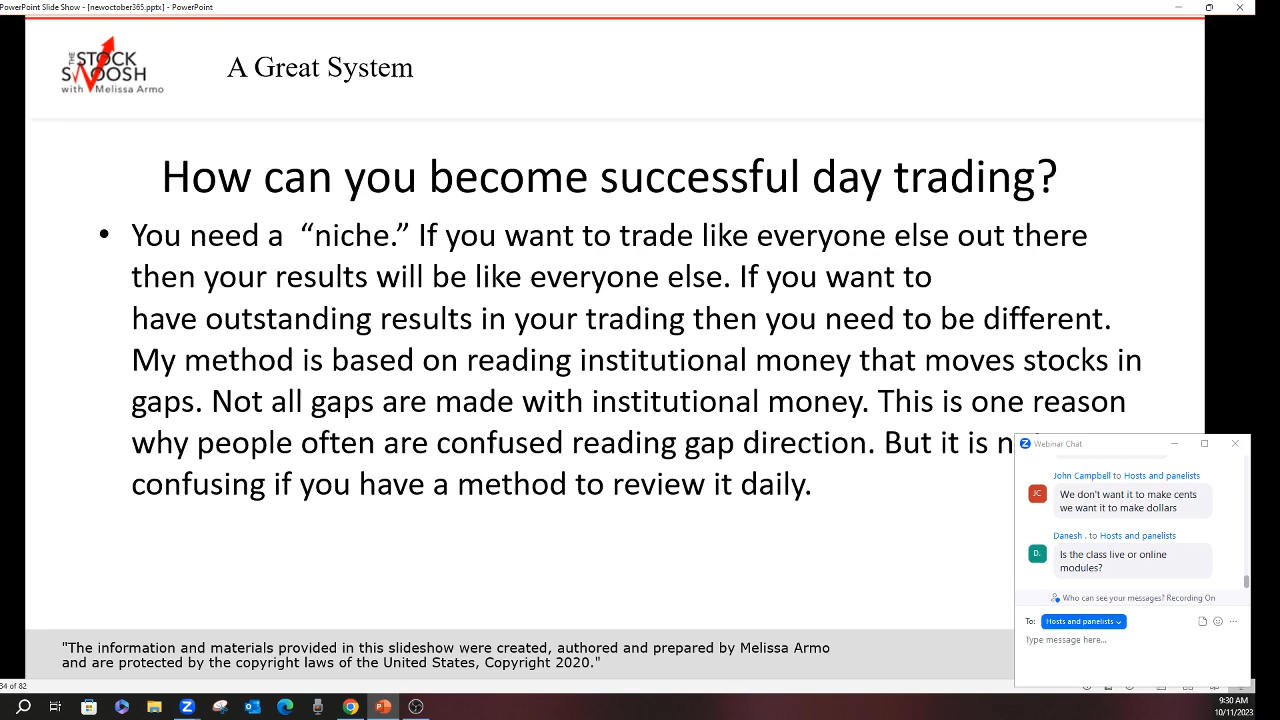 PowerPoint Slide Show - [newoctober365.pptx] - PowerPoint
THE
STOCK
SWOOSH
with Melissa Armo
A Great System
How can you become successful day trading?
• You need a “niche.” If you want to trade like everyone else out there
then your results will be like everyone else. If you want to
have outstanding results in your trading then you need to be different.
My method is based on reading institutional money that moves stocks in
gaps. Not all gaps are made with institutional money. This is one reason
why people often are confused reading gap direction. But it is
confusing if you have a method to review it daily.
Webinar Chat
John Campbell to Hosts and panelists
JC
We don't want it to make cents
we want it to make dollars
Danesh . to Hosts and panelists
D.
Is the class live or online
modules?
Who can see your messages? Recording On
To: Hosts and panelists
Type message here...
"The information and materials provided in this slideshow were created, authored and prepared by Melissa Armo
and are protected by the copyright laws of the United States, Copyright 2020."
34 of 82
9:30 AM
10/11/2023